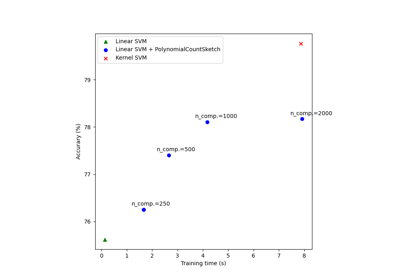 Linear SVM
Linear SVM + PolynomialCountSketch
Kernel SVM
79
n_comp.=2000
n_comp.=1000
78
n_comp.=500
77
n_comp.=250
76
Accurary (%)
0 1 2 3 4 5 6 7 8
Training time (s)